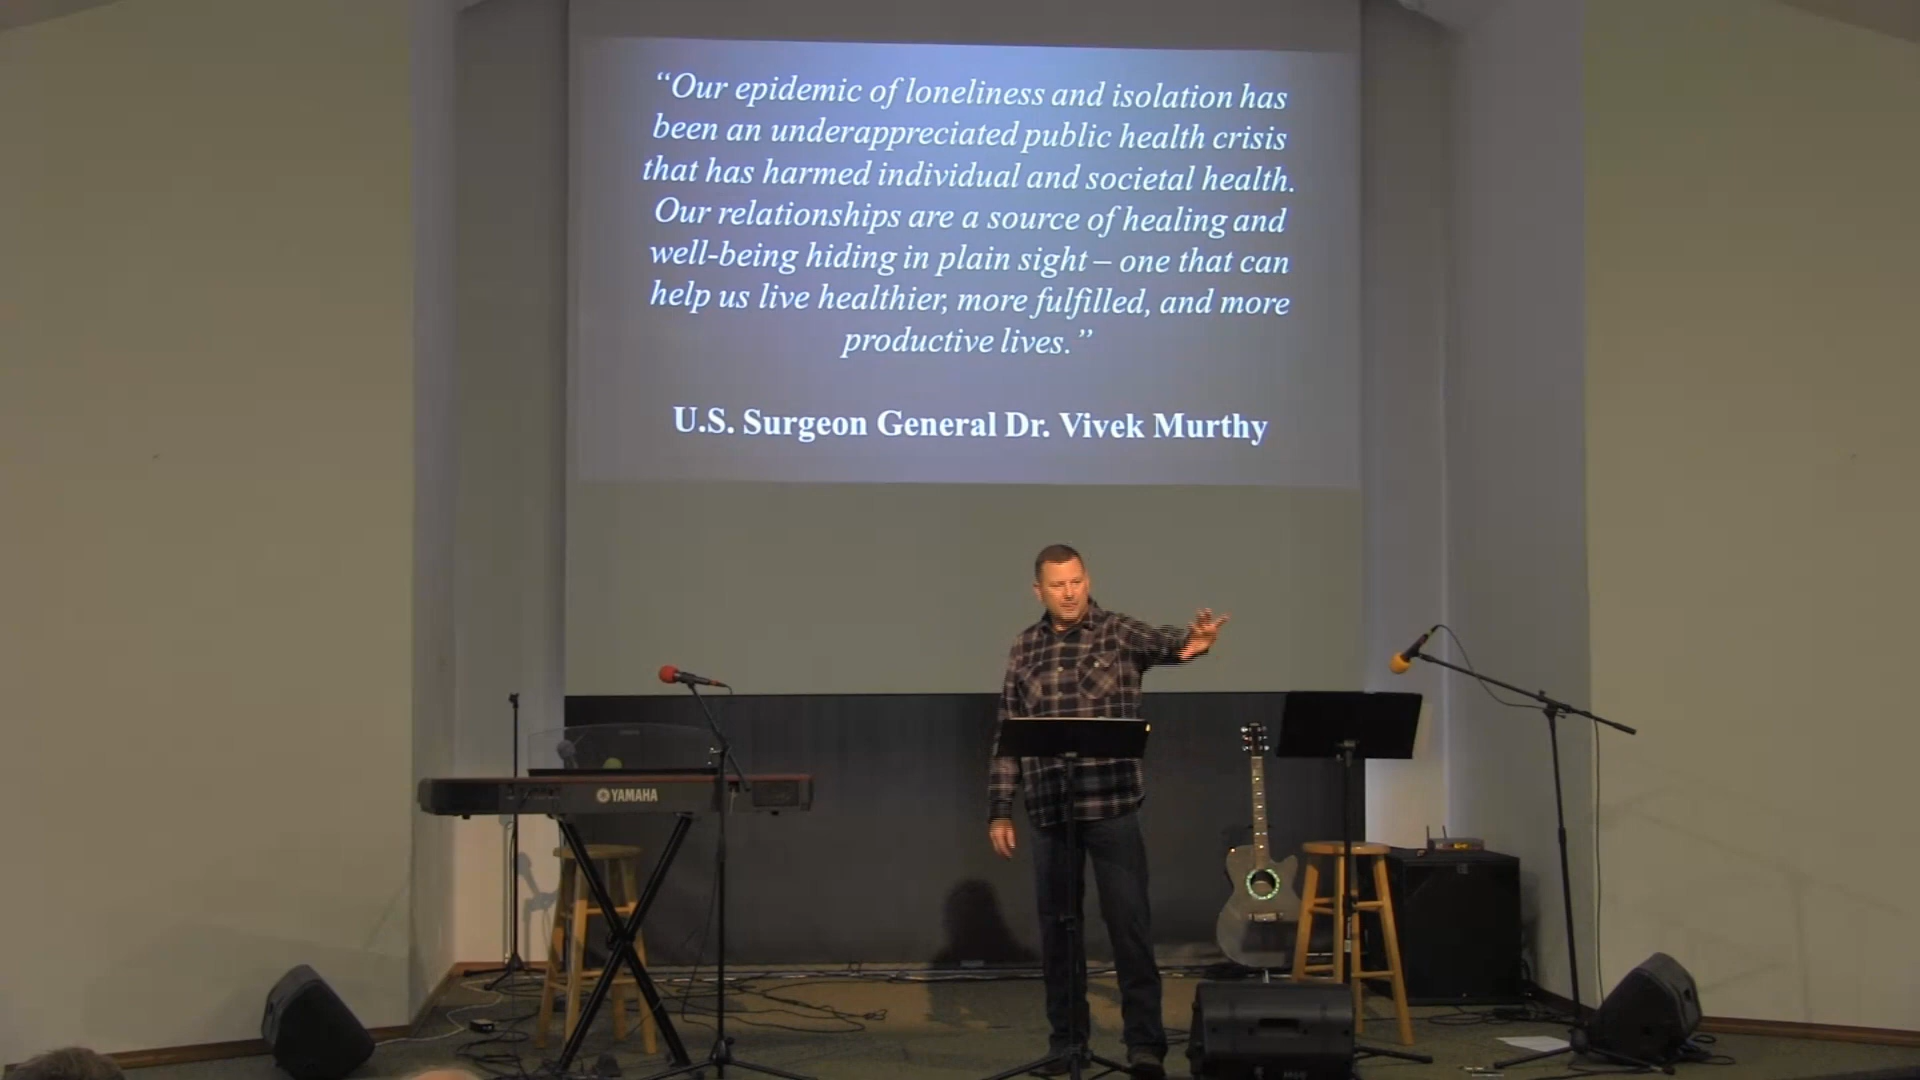 “Our epidemic of loneliness and isolation has
been an underappreciated public health crisis
that has harmed individual and societal health.
Our relationships are a source of healing and
well-being hiding in plain sight – one that can
help us live healthier, more fulfilled, and more
productive lives.”
U.S. Surgeon General Dr. Vivek Murthy
YAMAHA